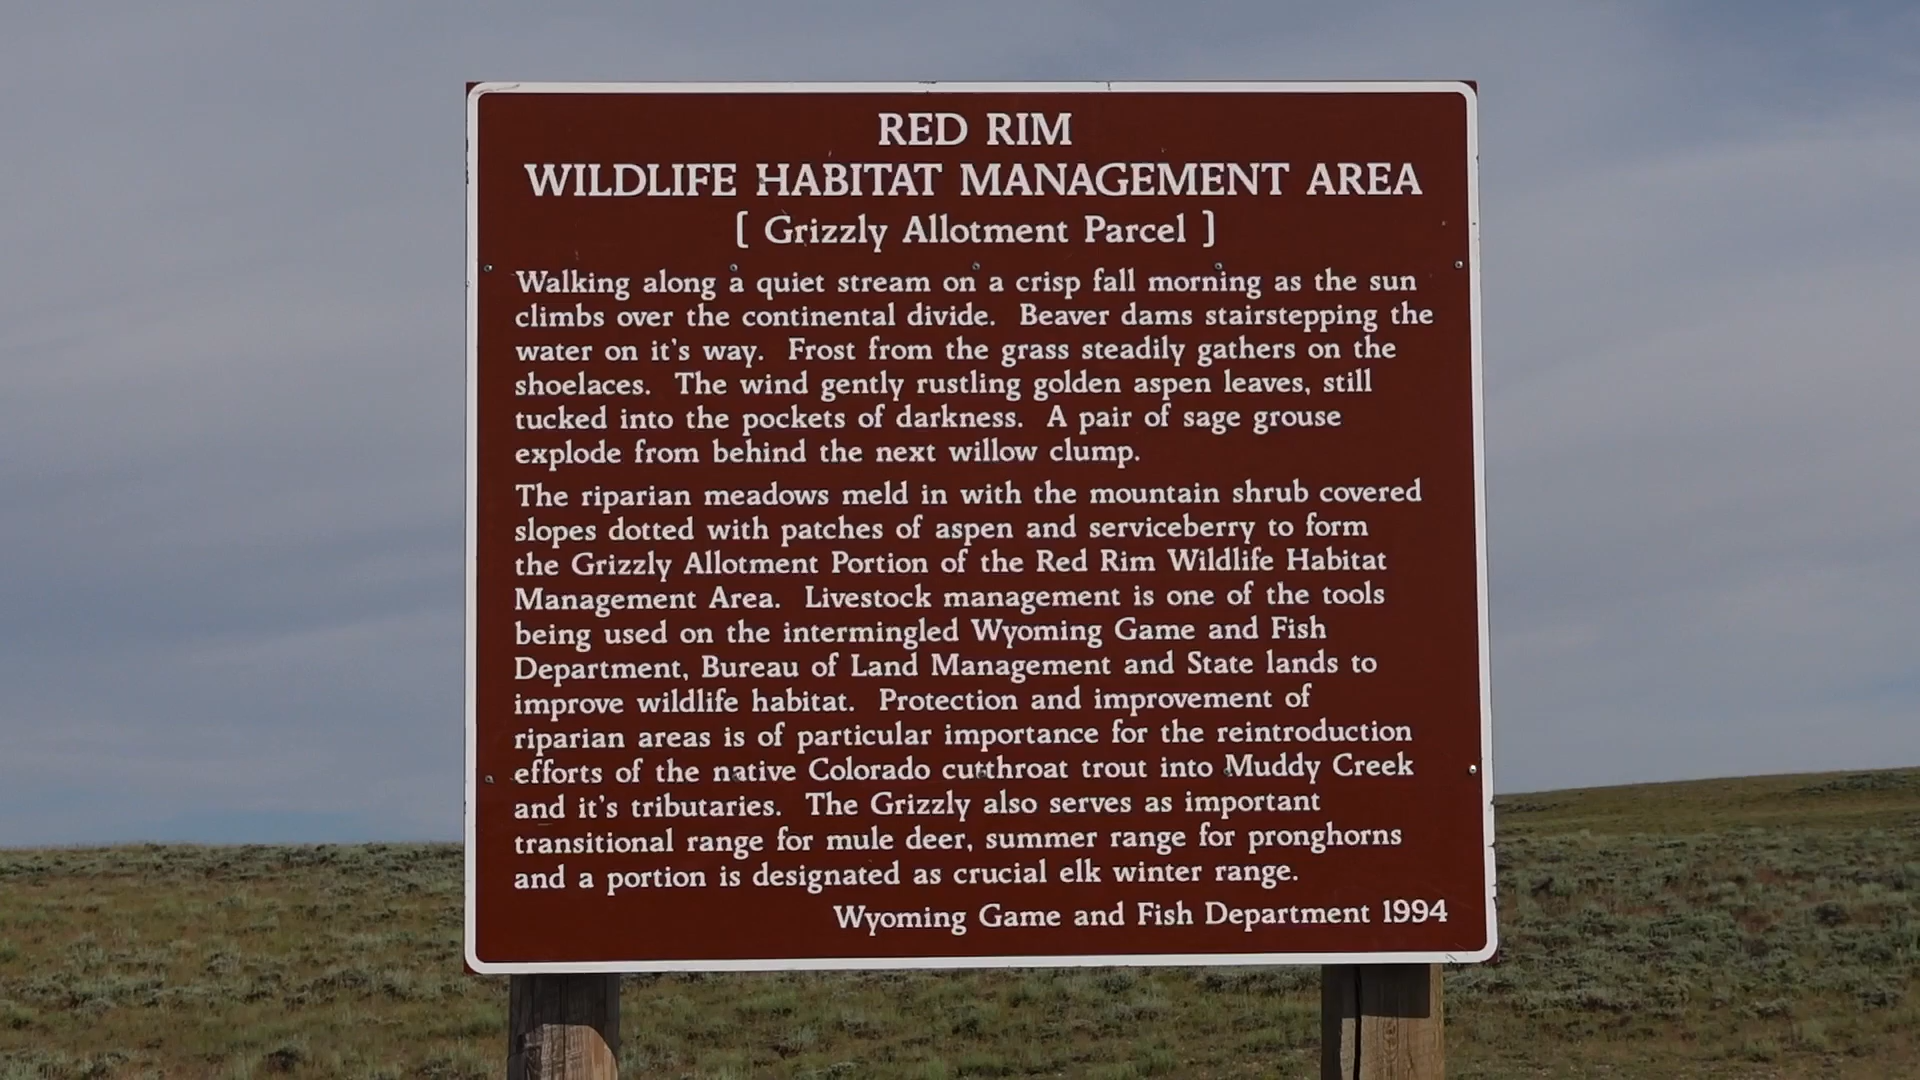 RED RIM
WILDLIFE HABITAT MANAGEMENT AREA
[ Grizzly Allotment Parcel ]
Walking along a quiet stream on a crisp fall morning as the sun
climbs over the continental divide. Beaver dams stairstepping the
water on it's way. Frost from the grass steadily gathers on the
shoelaces. The wind gently rustling golden aspen leaves, still
tucked into the pockets of darkness. A pair of sage grouse
explode from behind the next willow clump.
The riparian meadows meld in with the mountain shrub covered
slopes dotted with patches of aspen and serviceberry to form
the Grizzly Allotment Portion of the Red Rim Wildlife Habitat
Management Area. Livestock management is one of the tools
being used on the intermingled Wyoming Game and Fish
Department, Bureau of Land Management and State lands to
improve wildlife habitat. Protection and improvement of
riparian areas is of particular importance for the reintroduction
efforts of the native Colorado cutthroat trout into Muddy Creek
and it's tributaries. The Grizzly also serves as important
transitional range for mule deer, summer range for pronghorns
and a portion is designated as crucial elk winter range.
Wyoming Game and Fish Department 1994